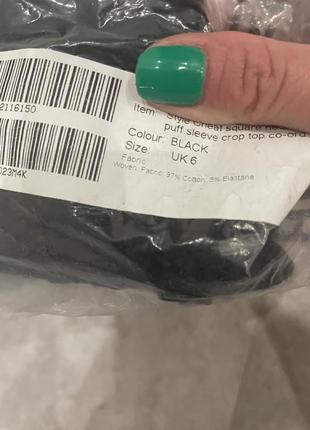 2116150
Item: Style Cheat square
puff sleeve crop top co-ord
Colour: BLACK
Size: UK 6
Fabric
Woven: Fabric: 97% Cotton, 3% Elastane
023M4K